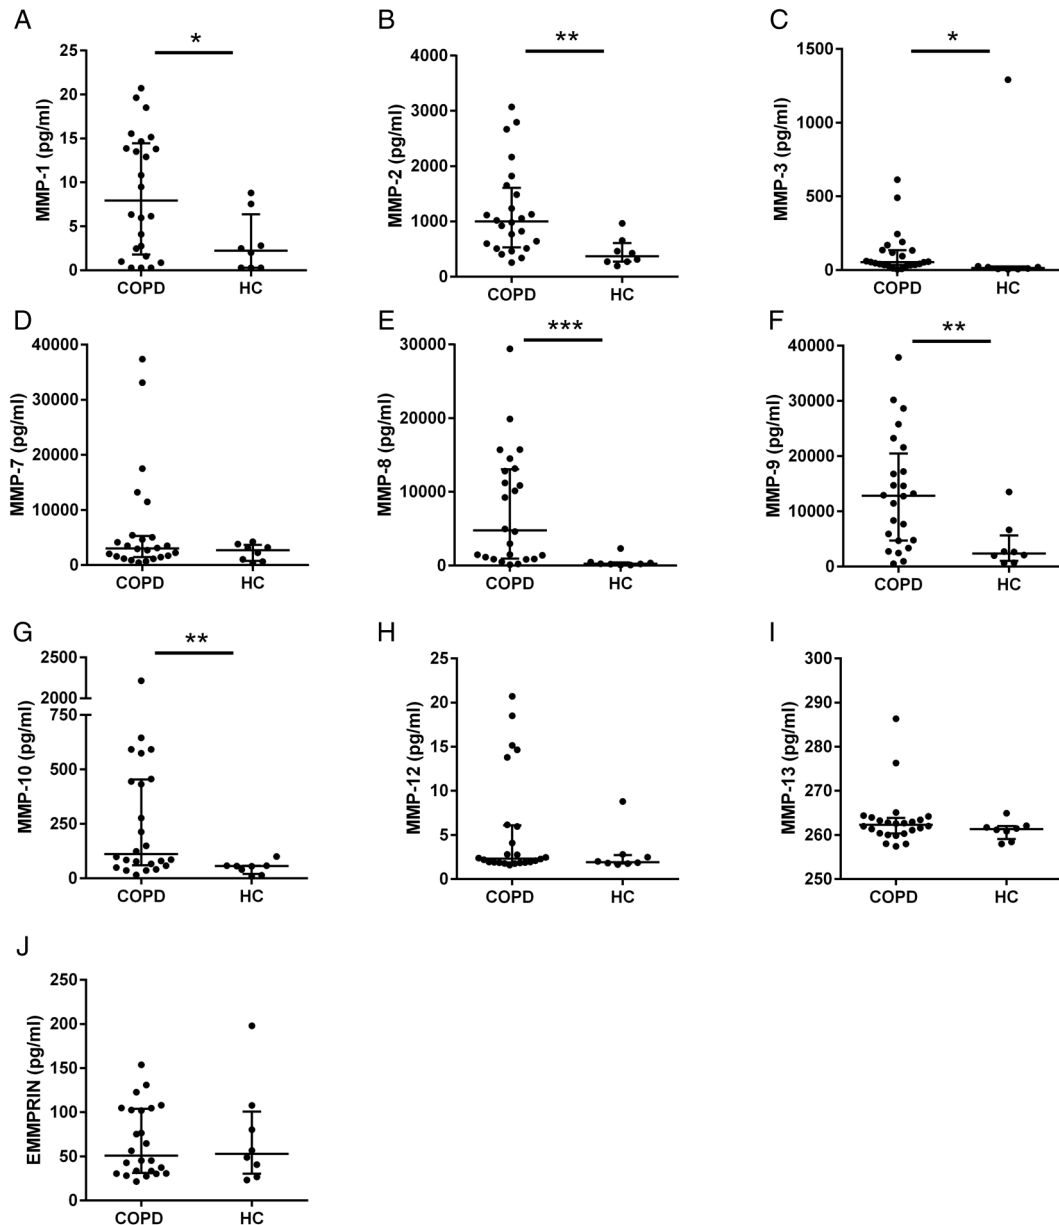 A
*
MMP-1 (pg/ml)
25
20
15
10
5
0
COPD
HC
B
**
MMP-2 (pg/ml)
4000
3000
2000
1000
0
COPD
HC
C
*
MMP-3 (pg/ml)
1500
1000
500
0
COPD
HC
D
MMP-7 (pg/ml)
40000
30000
20000
10000
0
COPD
HC
E
***
MMP-8 (pg/ml)
30000
20000
10000
0
COPD
HC
F
**
MMP-9 (pg/ml)
40000
30000
20000
10000
0
COPD
HC
G
**
MMP-10 (pg/ml)
2500
2000
750
500
250
0
COPD
HC
H
MMP-12 (pg/ml)
25
20
15
10
5
0
COPD
HC
I
MMP-13 (pg/ml)
300
290
280
270
260
250
COPD
HC
J
EMMPRIN (pg/ml)
250
200
150
100
50
0
COPD
HC